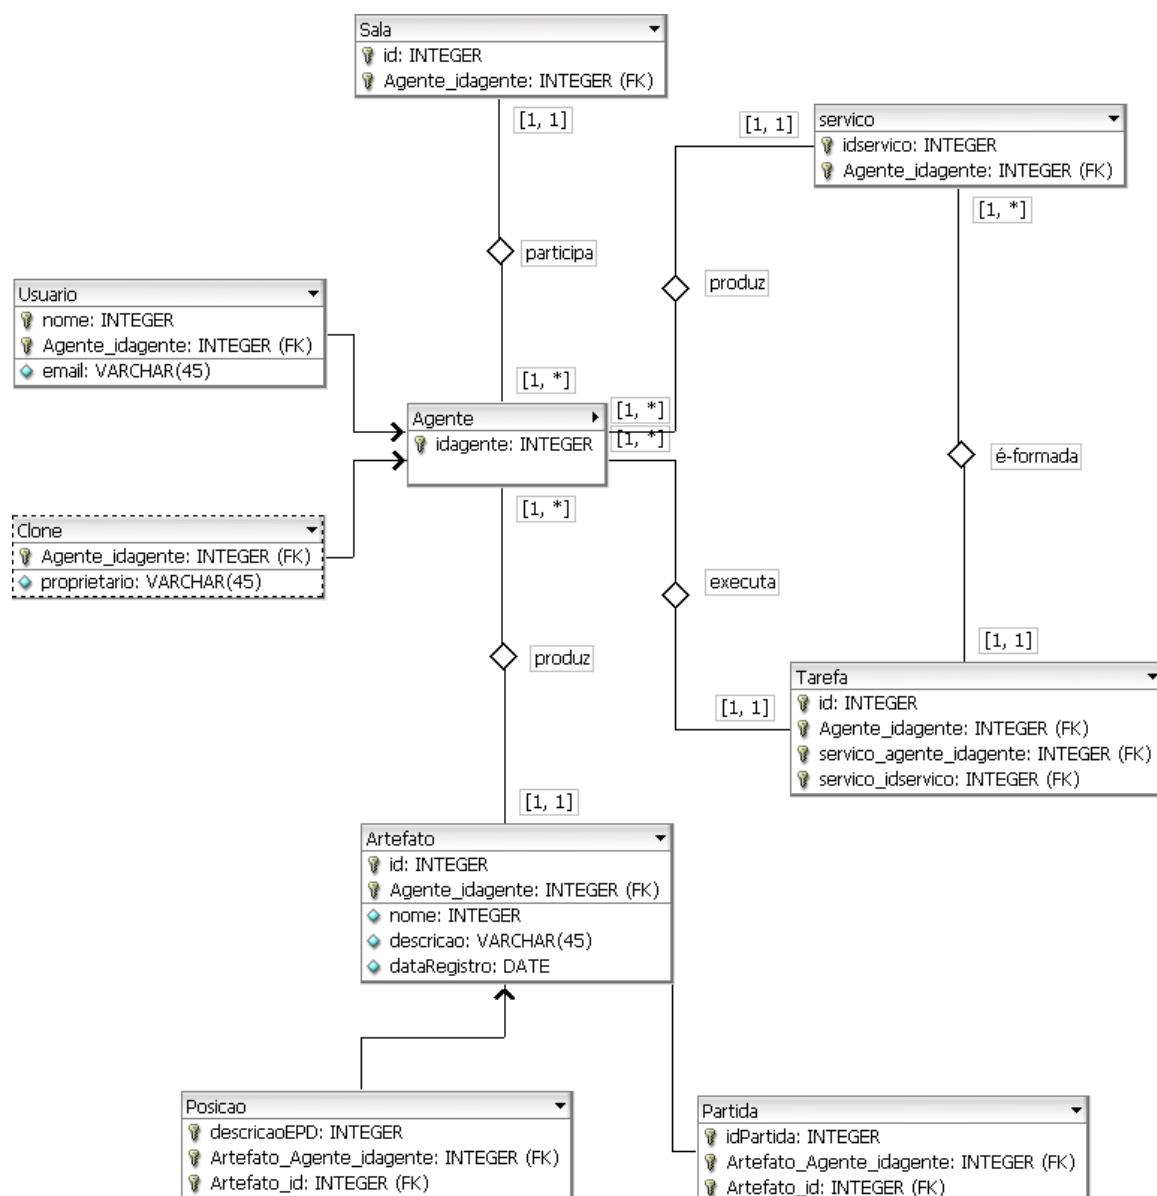 Sala
id: INTEGER
Agente_idagente: INTEGER (FK)
[1, 1]
[1, 1]
servico
idservico: INTEGER
Agente_idagente: INTEGER (FK)
[1, *]
participa
produz
Usuario
nome: INTEGER
Agente_idagente: INTEGER (FK)
email: VARCHAR(45)
[1, *]
Agente
idagente: INTEGER
[1, *]
[1, *]
é-formada
[1, *]
Clone
Agente_idagente: INTEGER (FK)
proprietario: VARCHAR(45)
executa
produz
[1, 1]
Tarefa
id: INTEGER
Agente_idagente: INTEGER (FK)
servico_agente_idagente: INTEGER (FK)
servico_idservico: INTEGER (FK)
[1, 1]
[1, 1]
Artefato
id: INTEGER
Agente_idagente: INTEGER (FK)
nome: INTEGER
descricao: VARCHAR(45)
dataRegistro: DATE
Posicao
descricaoEPD: INTEGER
Artefato_Agente_idagente: INTEGER (FK)
Artefato_id: INTEGER (FK)
Partida
idPartida: INTEGER
Artefato_Agente_idagente: INTEGER (FK)
Artefato_id: INTEGER (FK)